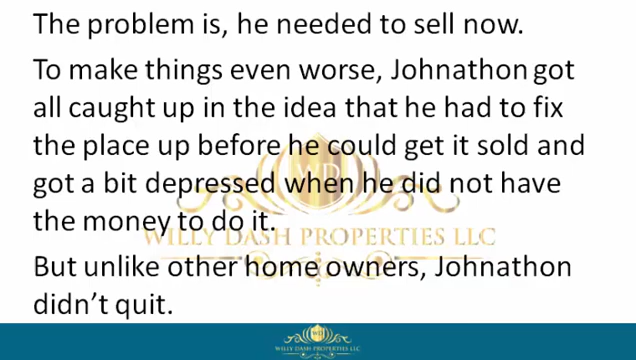 The problem is, he needed to sell now.
To make things even worse, Johnathon got
all caught up in the idea that he had to fix
the place up before he could get it sold and
got a bit depressed when he did not have
the money to do it.
WILLY DASH PROPERTIES LLC
But unlike other home owners, Johnathon
didn’t quit.
WILLY DASH PROPERTIES LLC